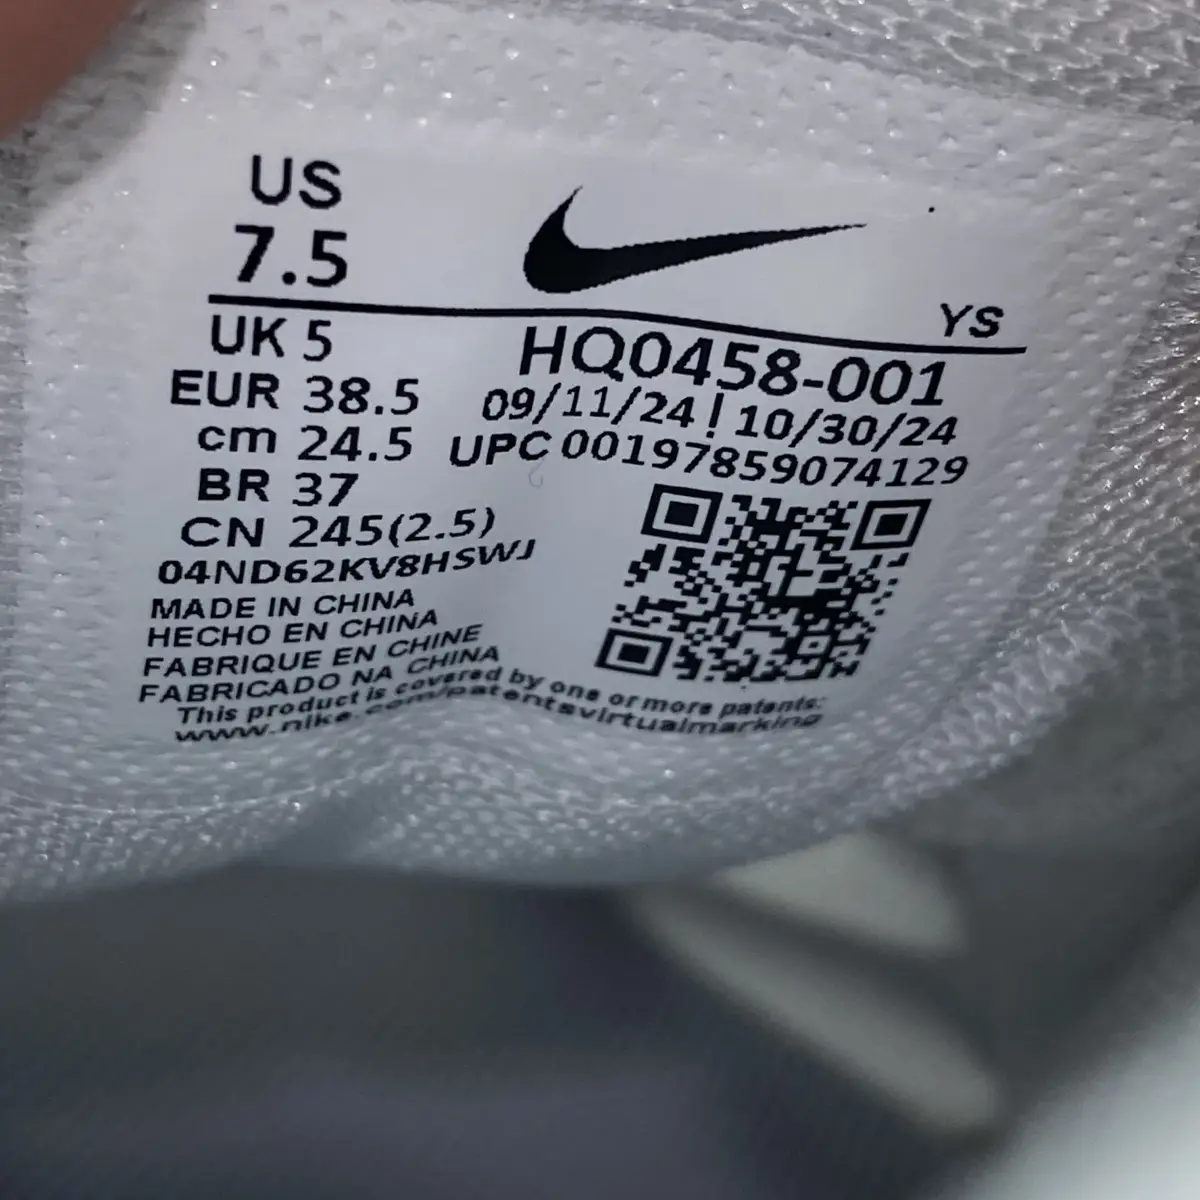 US
7.5
YS
UK 5
EUR 38.5
cm 24.5
BR 37
CN 245(2.5)
HQ0458-001
09/11/24 | 10/30/24
UPC 00197859074129
04ND62KV8HSWJ
MADE IN CHINA
HECHO EN CHINA
FABRIQUE EN CHINE
FABRICADO NA CHINA
This product is covered by one or more patents:
www.nike.com/patentsvirtualmarking